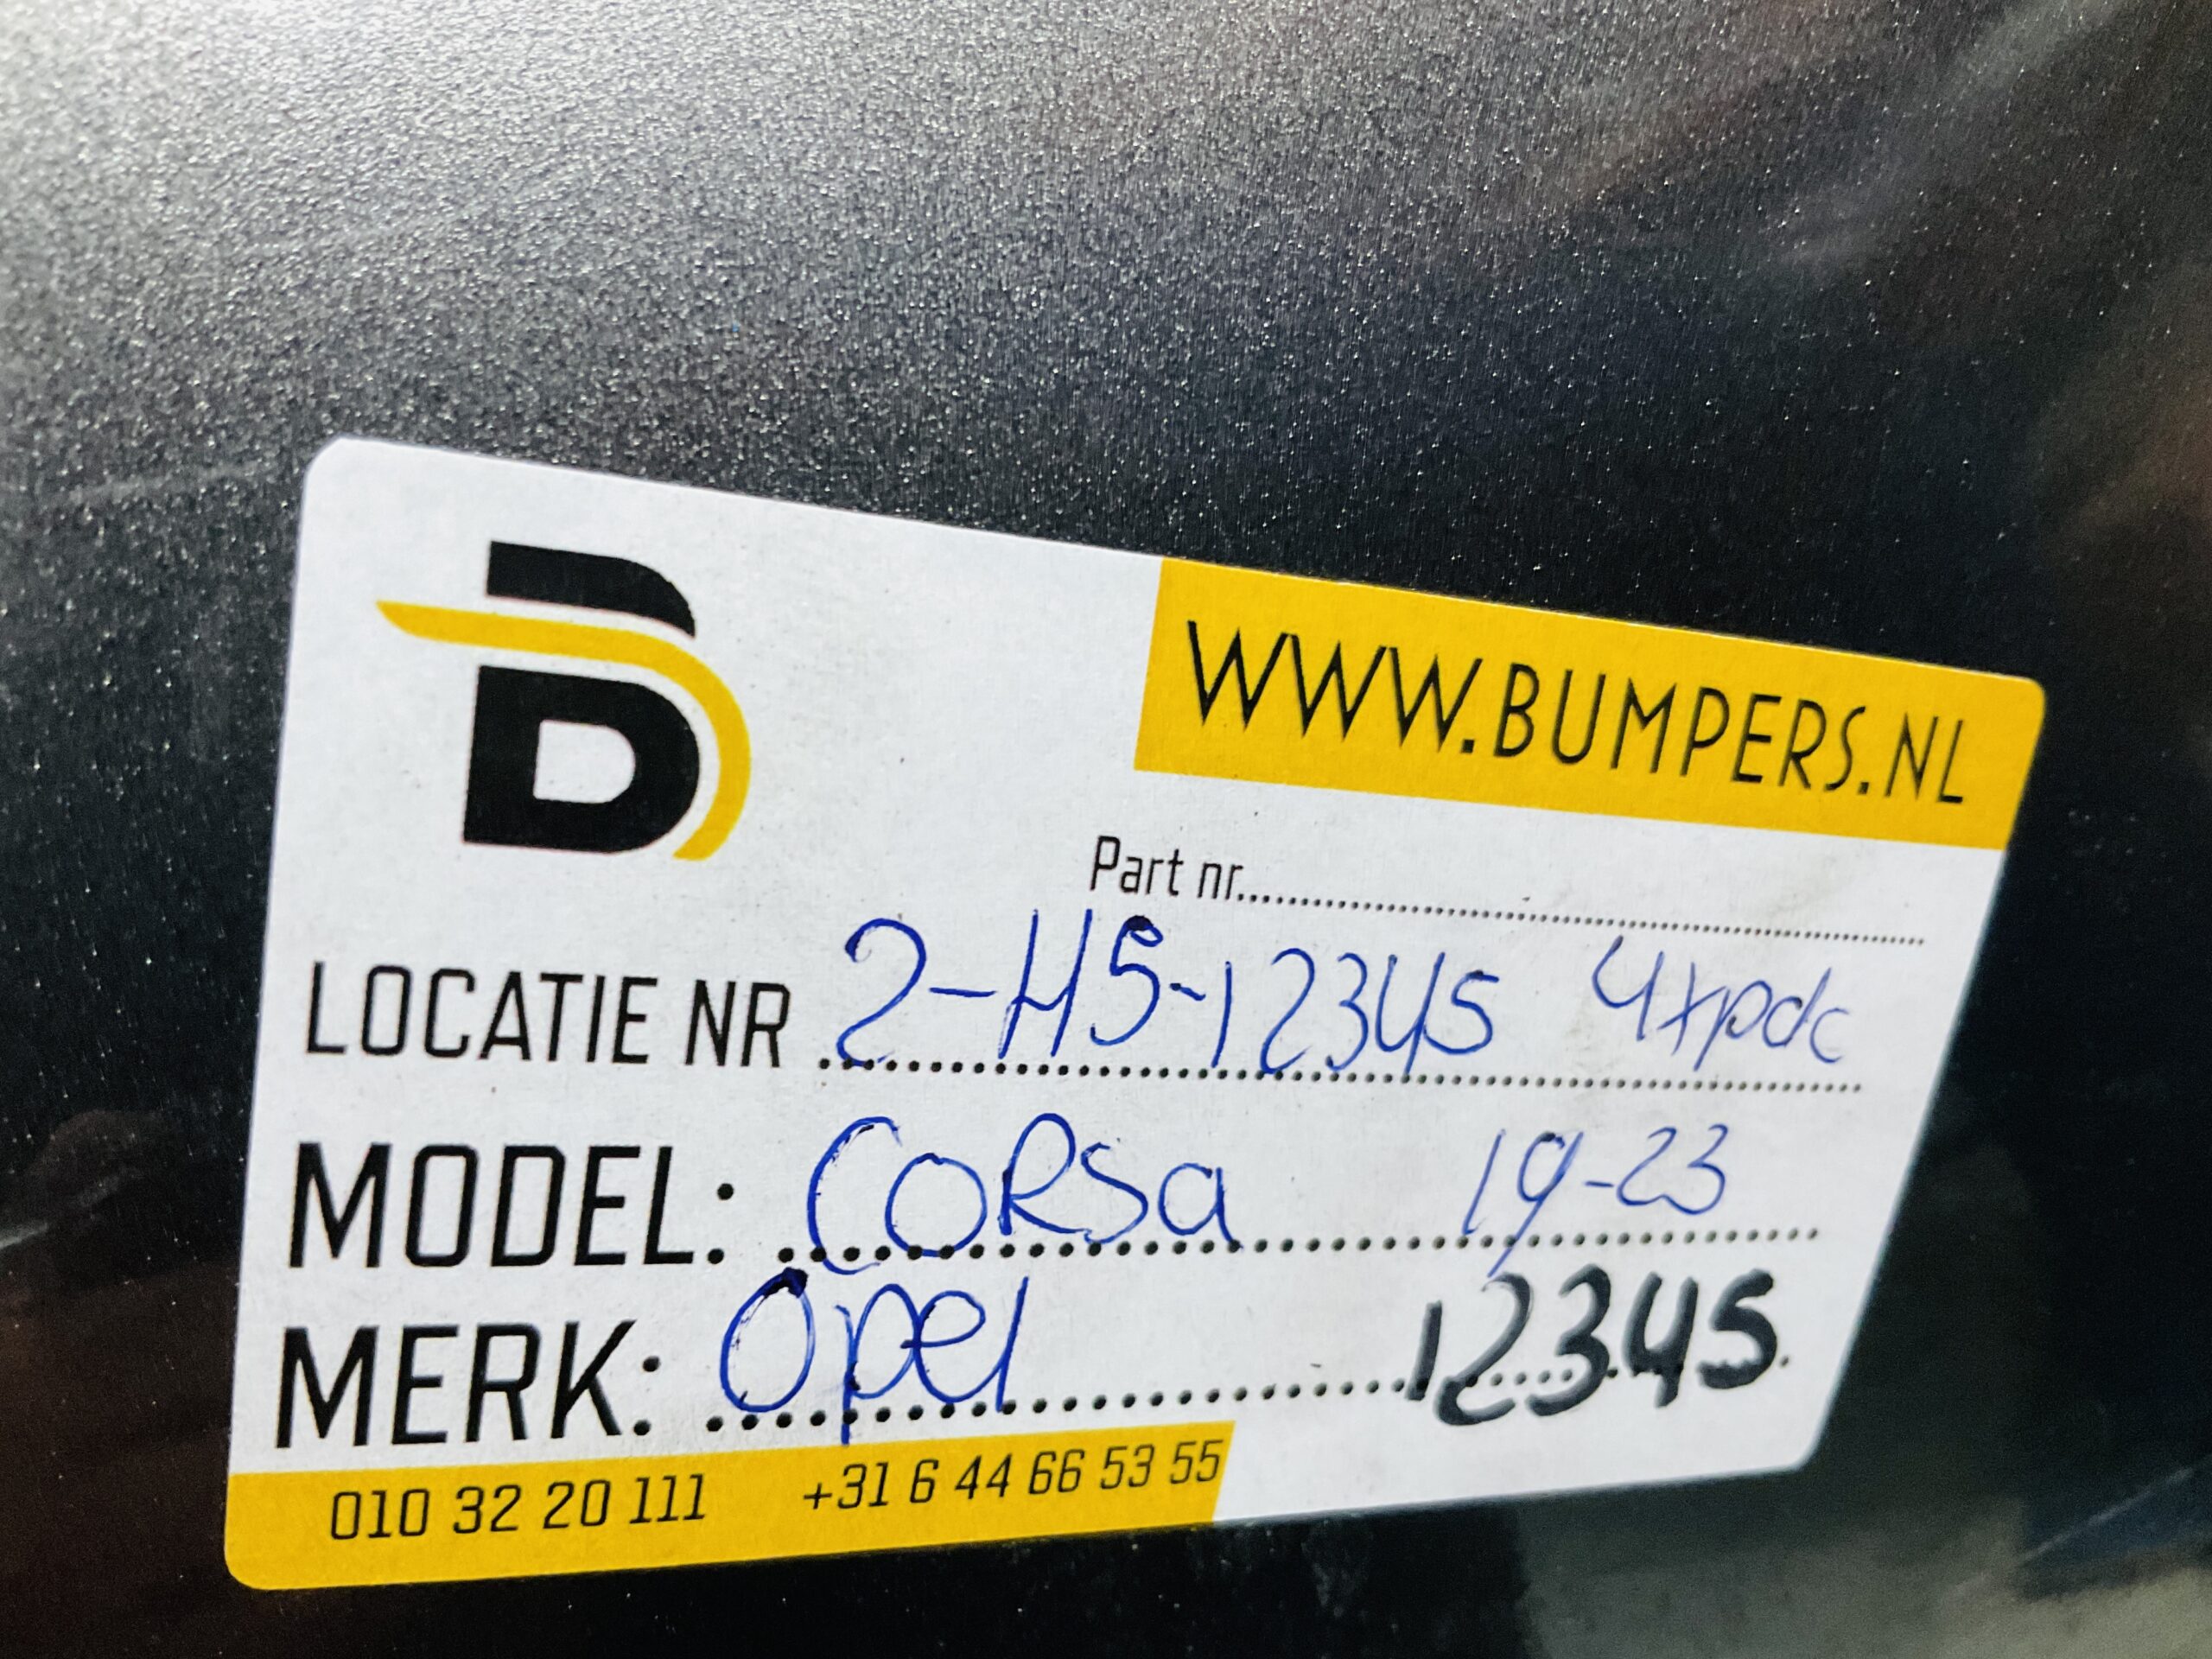 B
WWW.BUMPERS.NL
Part nr...........................
LOCATIE NR 2-H5-12345 4xpdc
MODEL: CORSa 19-23
MERK: Opel 12345
010 32 20 111 +31 6 44 66 53 55